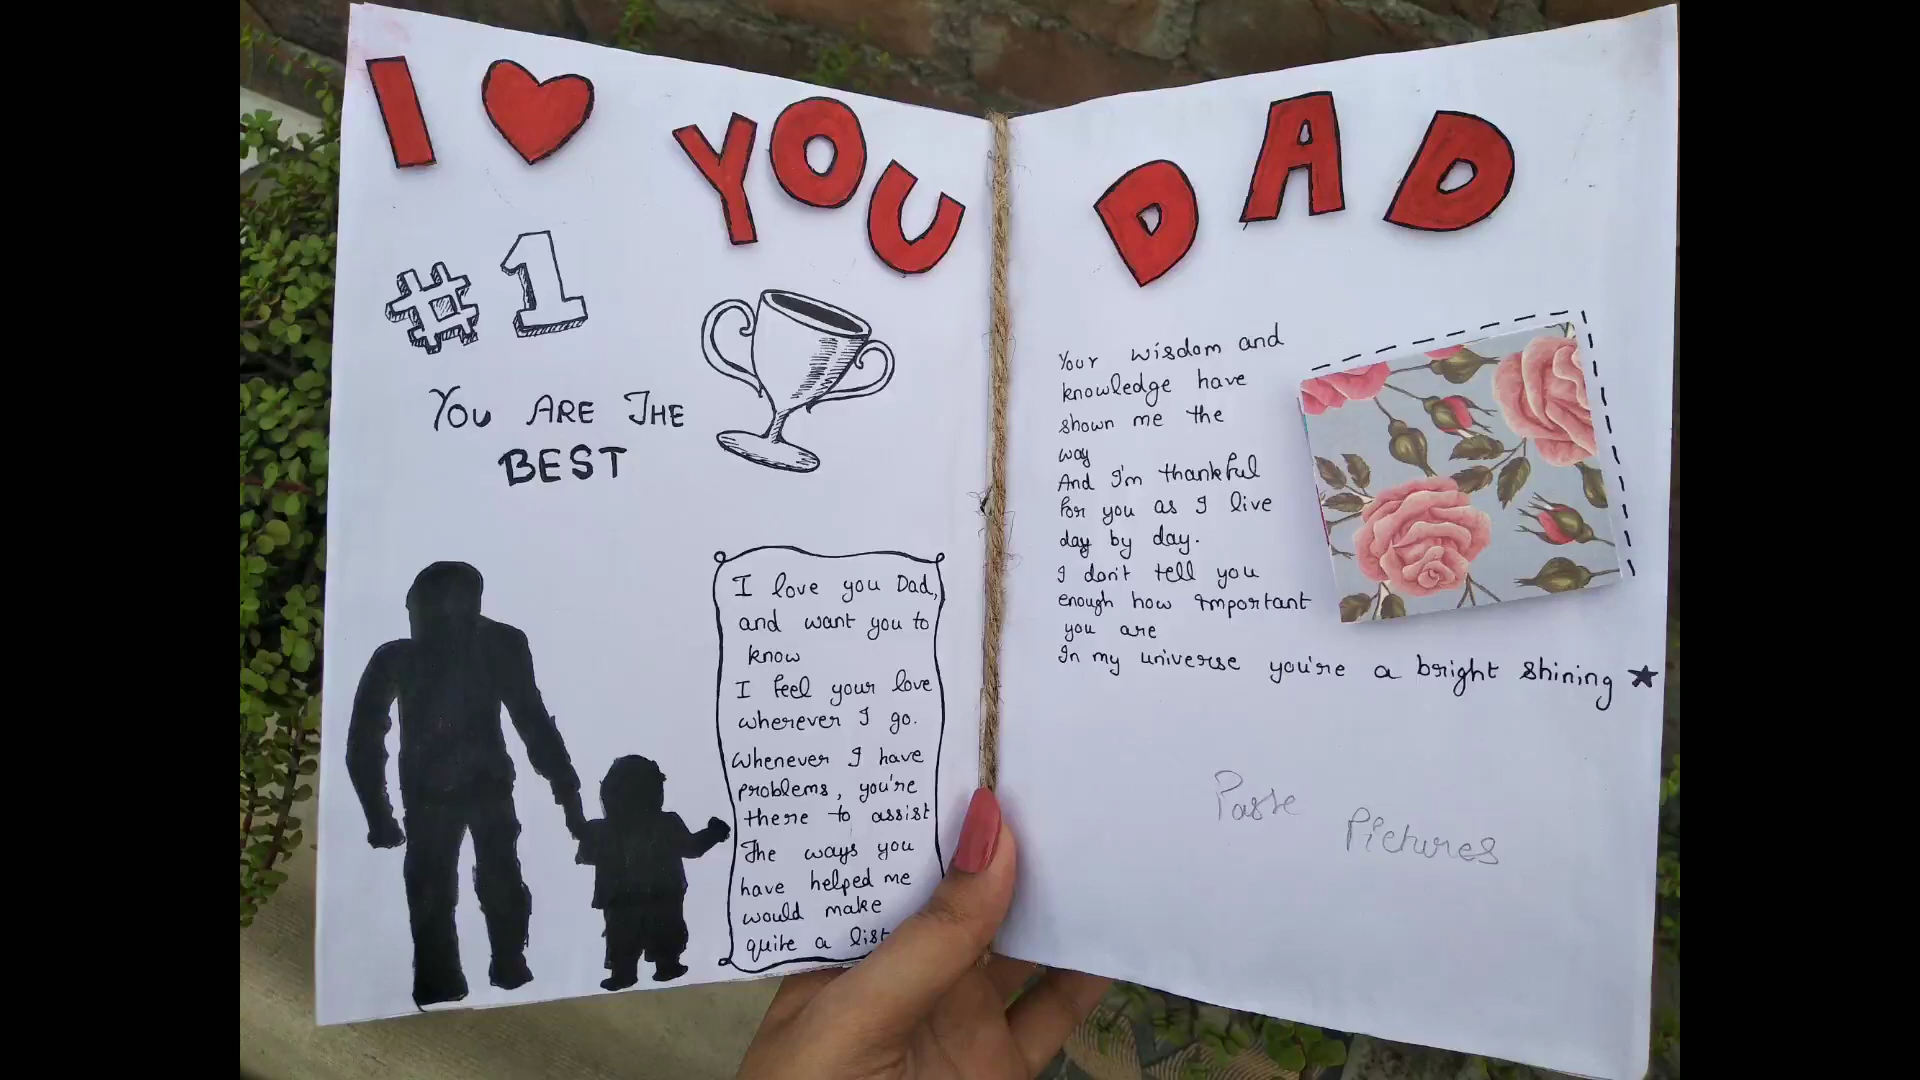 I ♥ YOU
#1
YOU ARE THE
BEST
I love you Dad,
and want you to
know
I feel your love
wherever I go.
Whenever I have
problems, you're
there to assist
The ways you
have helped me
would make
quite a list
DAD
Your wisdom and
knowledge have
shown me the
way
And I'm thankful
for you as I live
day by day.
I don't tell you
enough how important
you are
In my universe you're a bright shining ★
Paste
Pictures